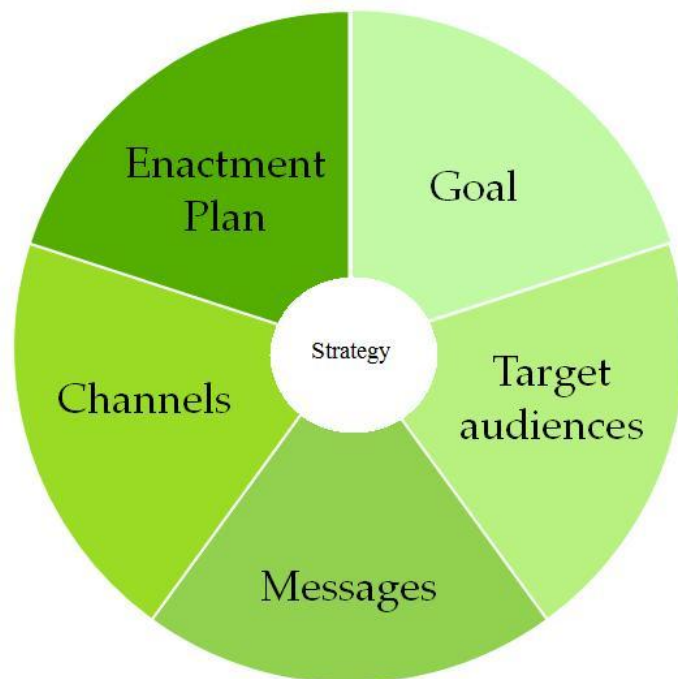 Enactment
Plan
Goal
Strategy
Channels
Target
audiences
Messages